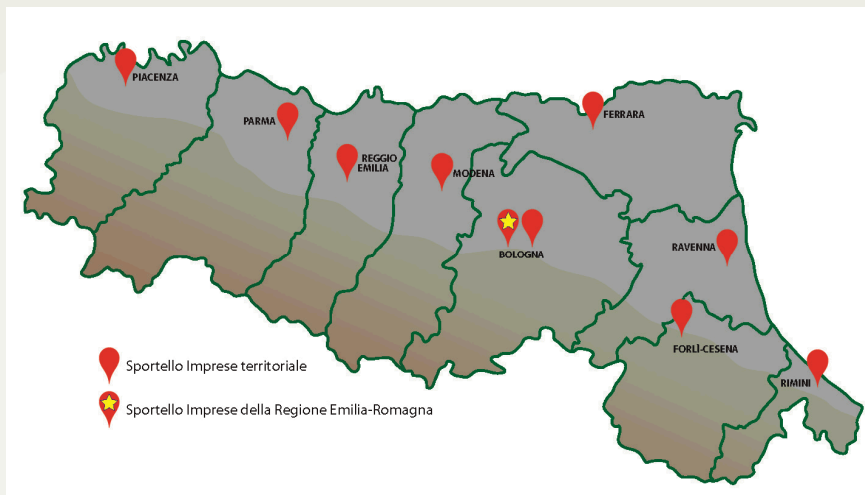 PIACENZA
FERRARA
PARMA
REGGIO
EMILIA
MODENA
RAVENNA
BOLOGNA
FORLÌ-CESENA
RIMINI
Sportello Imprese territoriale
Sportello Imprese della Regione Emilia-Romagna